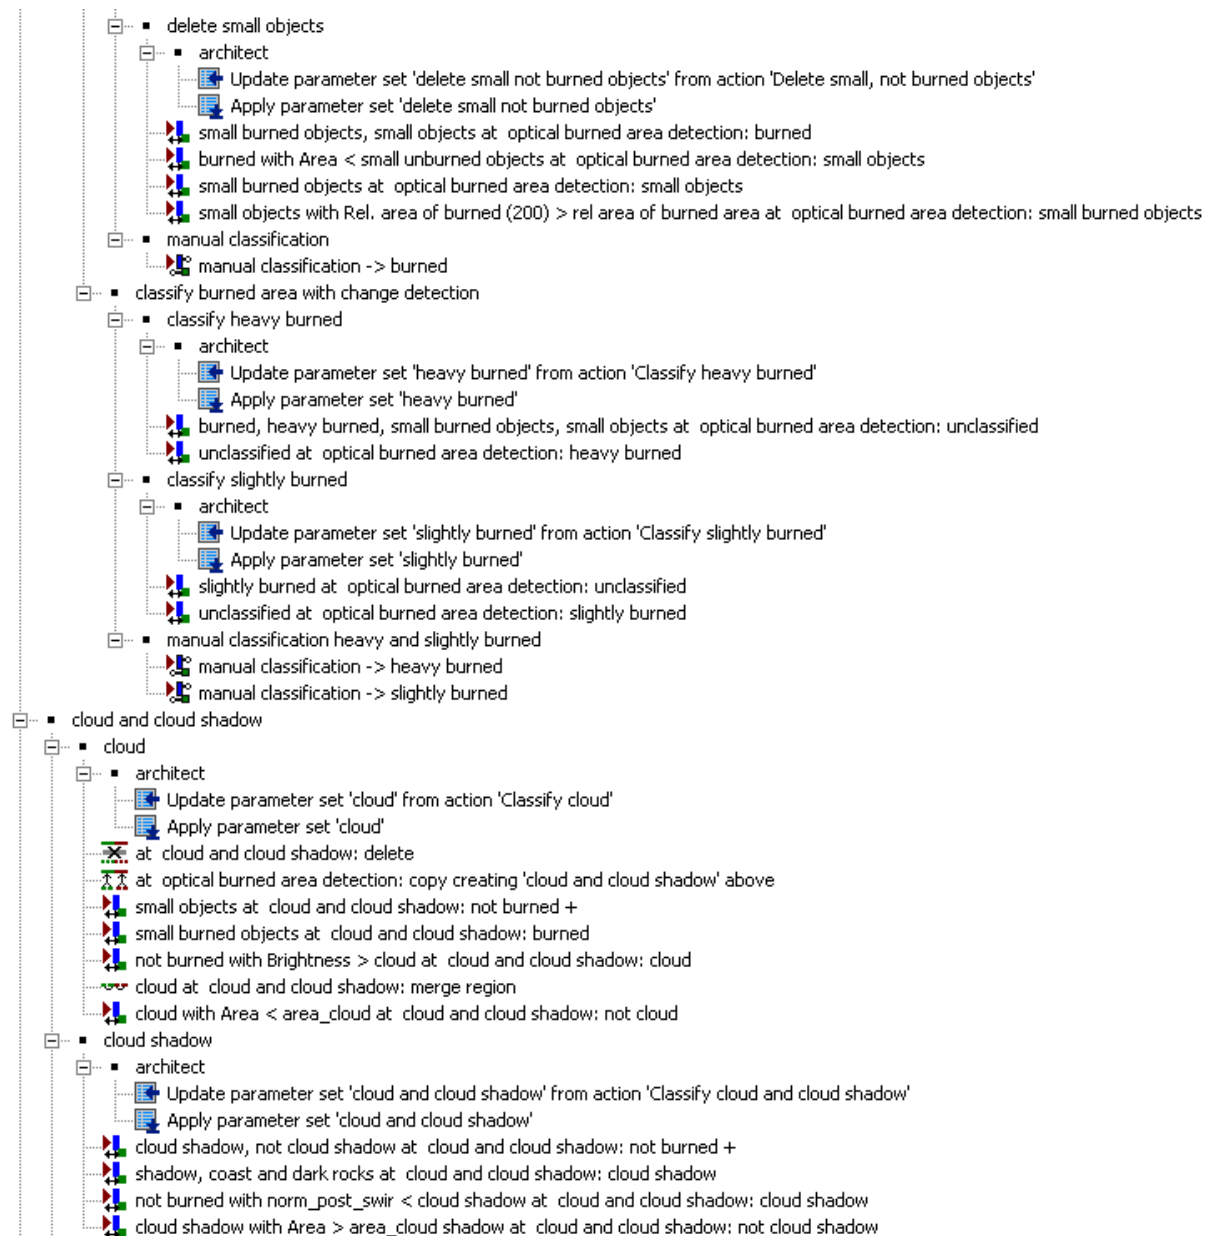 delete small objects
architect
Update parameter set 'delete small not burned objects' from action 'Delete small, not burned objects'
Apply parameter set 'delete small not burned objects'
small burned objects, small objects at  optical burned area detection: burned
burned with Area < small unburned objects at  optical burned area detection: small objects
small burned objects at  optical burned area detection: small objects
small objects with Rel. area of burned (200) > rel area of burned area at  optical burned area detection: small burned objects
manual classification
manual classification -> burned
classify burned area with change detection
classify heavy burned
architect
Update parameter set 'heavy burned' from action 'Classify heavy burned'
Apply parameter set 'heavy burned'
burned, heavy burned, small burned objects, small objects at  optical burned area detection: unclassified
unclassified at  optical burned area detection: heavy burned
classify slightly burned
architect
Update parameter set 'slightly burned' from action 'Classify slightly burned'
Apply parameter set 'slightly burned'
slightly burned at  optical burned area detection: unclassified
unclassified at  optical burned area detection: slightly burned
manual classification heavy and slightly burned
manual classification -> heavy burned
manual classification -> slightly burned
cloud and cloud shadow
cloud
architect
Update parameter set 'cloud' from action 'Classify cloud'
Apply parameter set 'cloud'
at  cloud and cloud shadow: delete
at  optical burned area detection: copy creating 'cloud and cloud shadow' above
small objects at  cloud and cloud shadow: not burned +
small burned objects at  cloud and cloud shadow: burned
not burned with Brightness > cloud at  cloud and cloud shadow: cloud
cloud at  cloud and cloud shadow: merge region
cloud with Area < area_cloud at  cloud and cloud shadow: not cloud
cloud shadow
architect
Update parameter set 'cloud and cloud shadow' from action 'Classify cloud and cloud shadow'
Apply parameter set 'cloud and cloud shadow'
cloud shadow, not cloud shadow at  cloud and cloud shadow: not burned +
shadow, coast and dark rocks at  cloud and cloud shadow: cloud shadow
not burned with norm_post_swir < cloud shadow at  cloud and cloud shadow: cloud shadow
cloud shadow with Area > area_cloud shadow at  cloud and cloud shadow: not cloud shadow